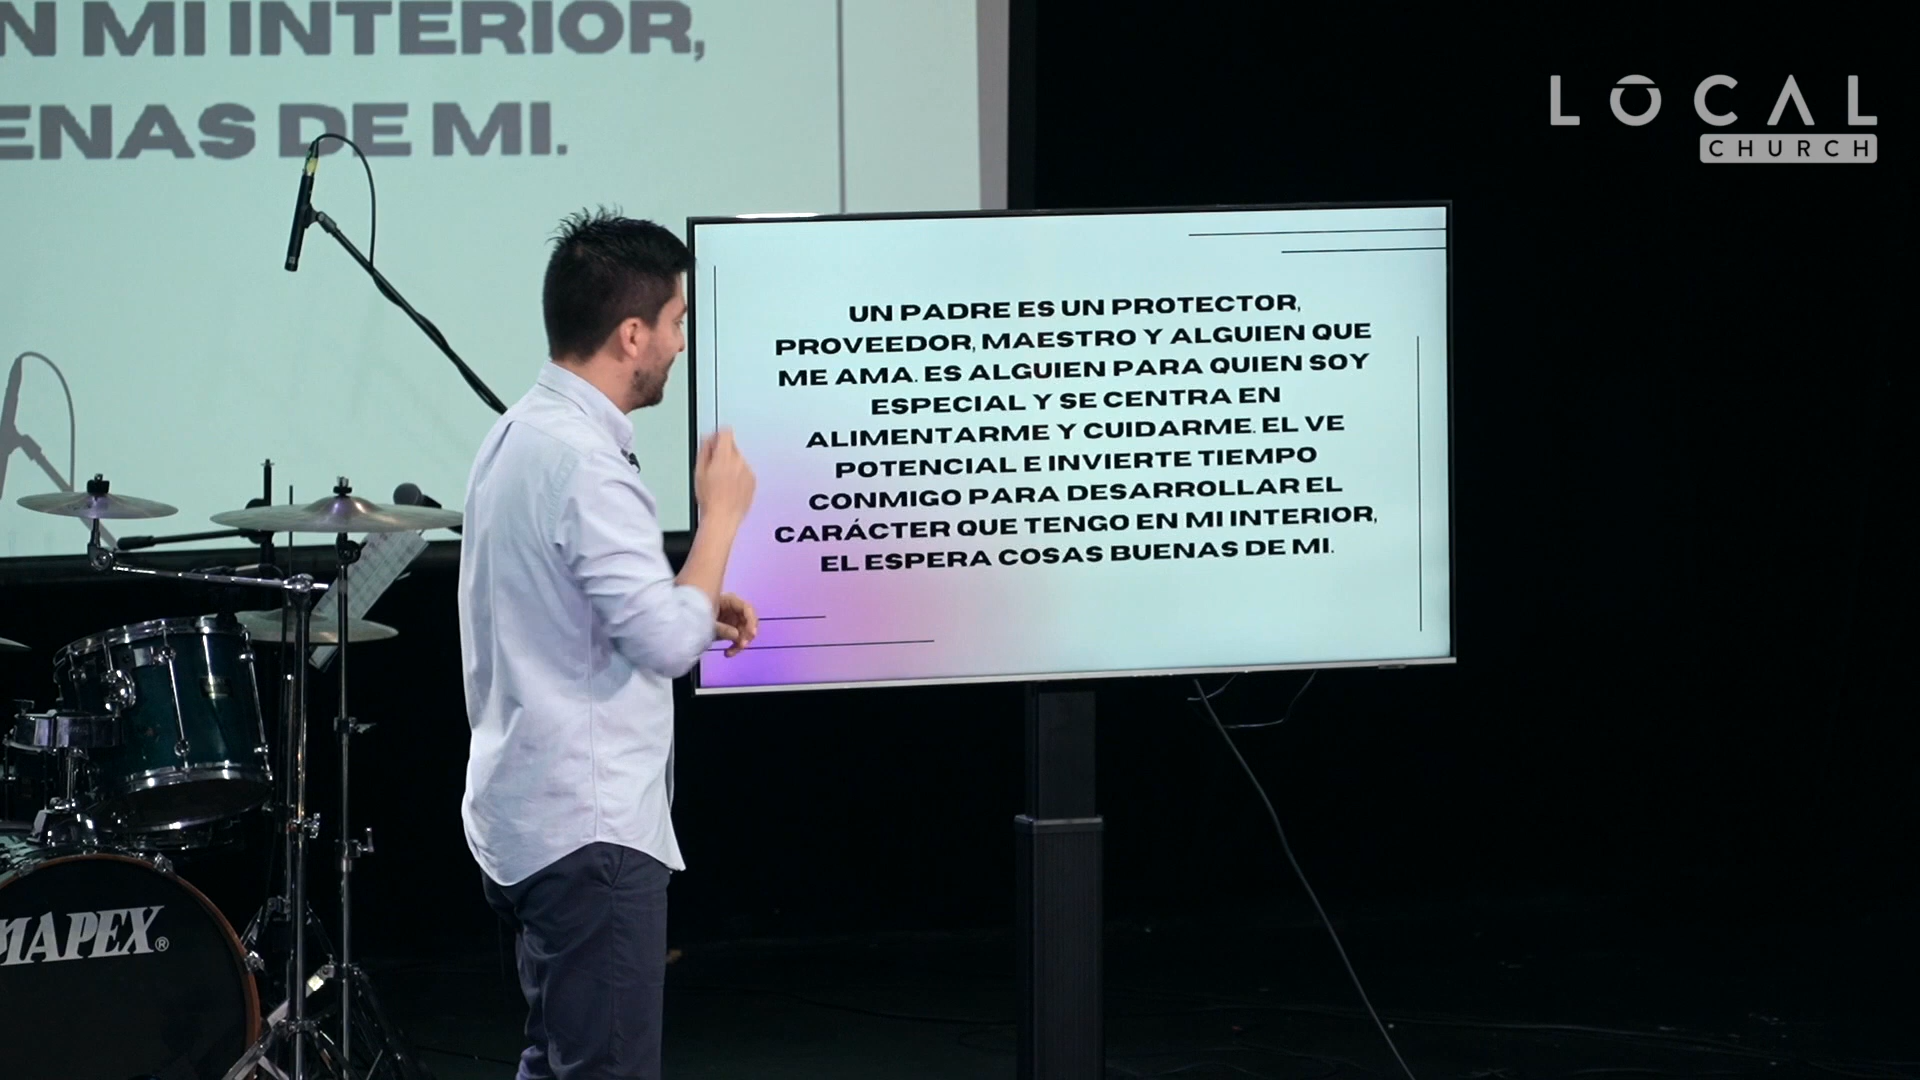 N MI INTERIOR,
ENAS DE MI.
LOCAL
CHURCH
UN PADRE ES UN PROTECTOR,
PROVEEDOR, MAESTRO Y ALGUIEN QUE
ME AMA. ES ALGUIEN PARA QUIEN SOY
ESPECIAL Y SE CENTRA EN
ALIMENTARME Y CUIDARME. EL VE
POTENCIAL E INVIERTE TIEMPO
CONMIGO PARA DESARROLLAR EL
CARÁCTER QUE TENGO EN MI INTERIOR,
EL ESPERA COSAS BUENAS DE MI.
MAPEX®